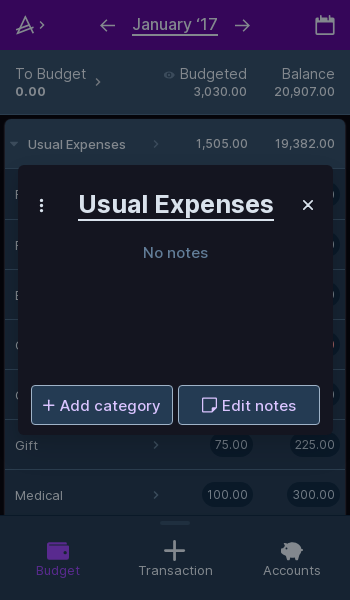 January ‘17
To Budget
Budgeted
Balance
0.00
3,030.00
20,907.00
Usual Expenses
1,505.00
19,382.00
Usual Expenses
No notes
Add category
Edit notes
Gift
75.00
225.00
Medical
100.00
300.00
Budget
Transaction
Accounts